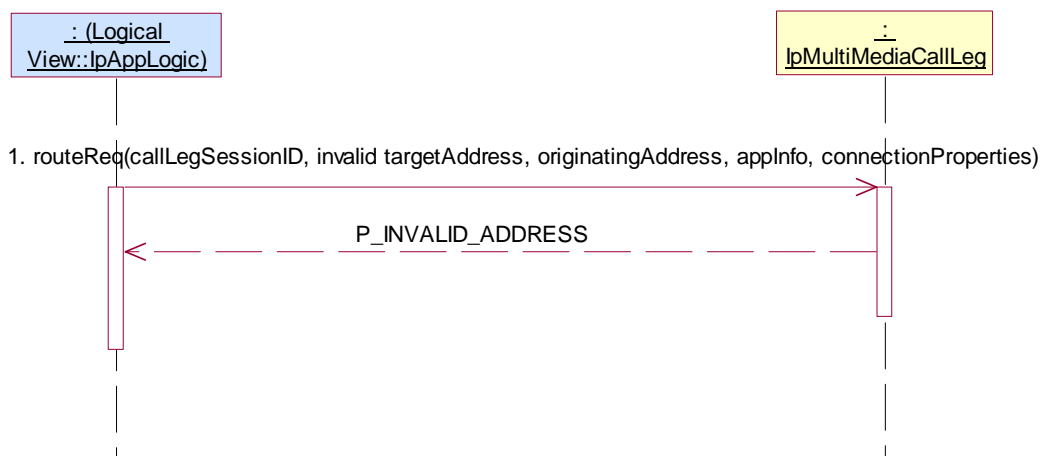 : (Logical
View::IpAppLogic)
:
IpMultiMediaCallLeg
1. routeReq(callLegSessionID, invalid targetAddress, originatingAddress, appInfo, connectionProperties)
P_INVALID_ADDRESS